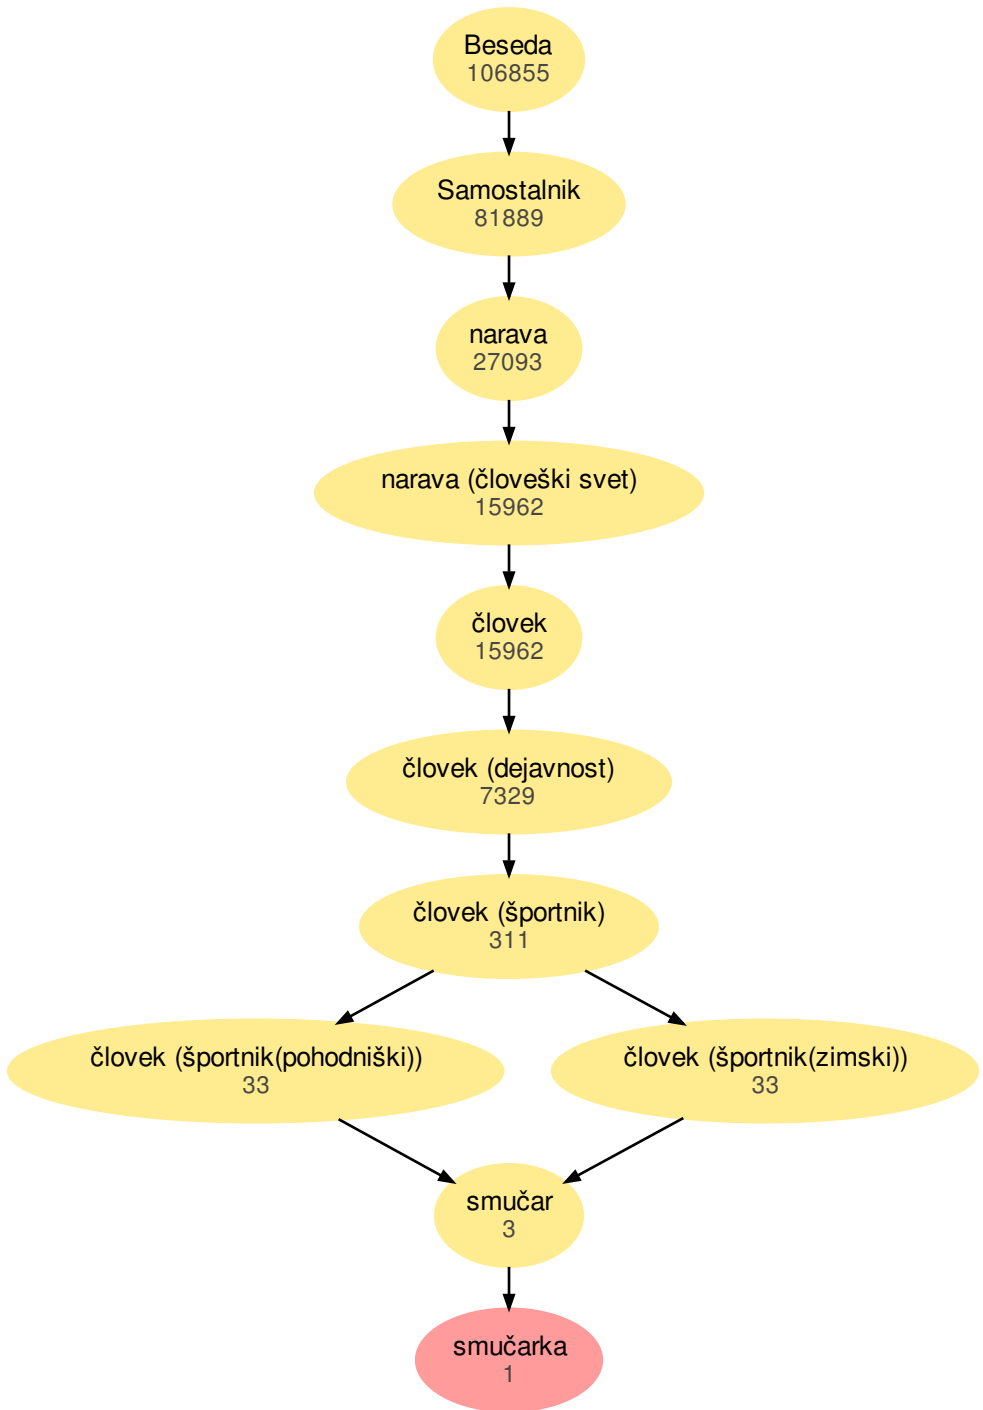 Beseda
106855
Samostalnik
81889
narava
27093
narava (človeški svet)
15962
človek
15962
človek (dejavnost)
7329
človek (športnik)
311
človek (športnik(pohodniški))
33
človek (športnik(zimski))
33
smučar
3
smučarka
1